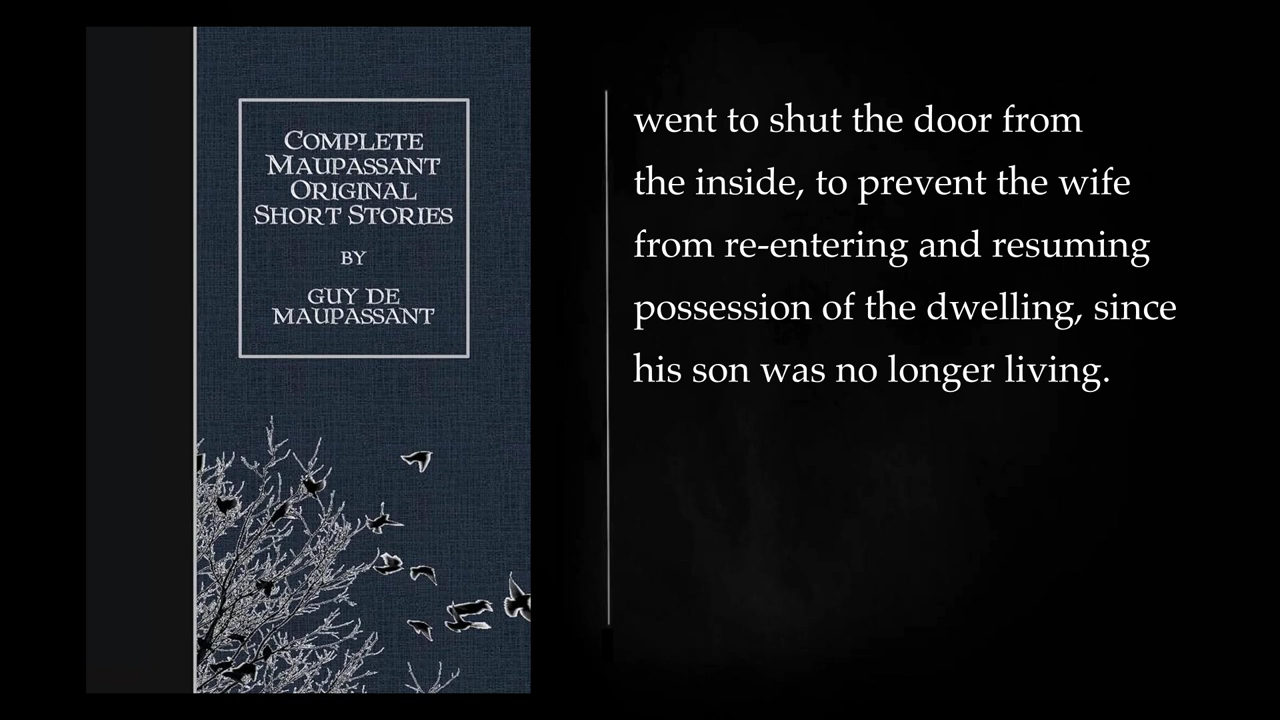 COMPLETE
MAUPASSANT
ORIGINAL
SHORT STORIES
BY
GUY DE
MAUPASSANT
went to shut the door from
the inside, to prevent the wife
from re-entering and resuming
possession of the dwelling, since
his son was no longer living.